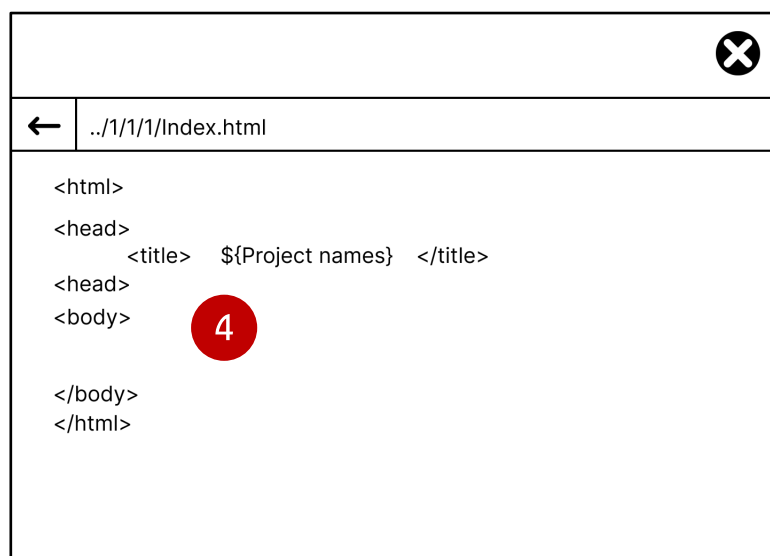 ../1/1/1/Index.html
<html>
<head>
<title> ${Project names} </title>
<head>
<body>
4
</body>
</html>